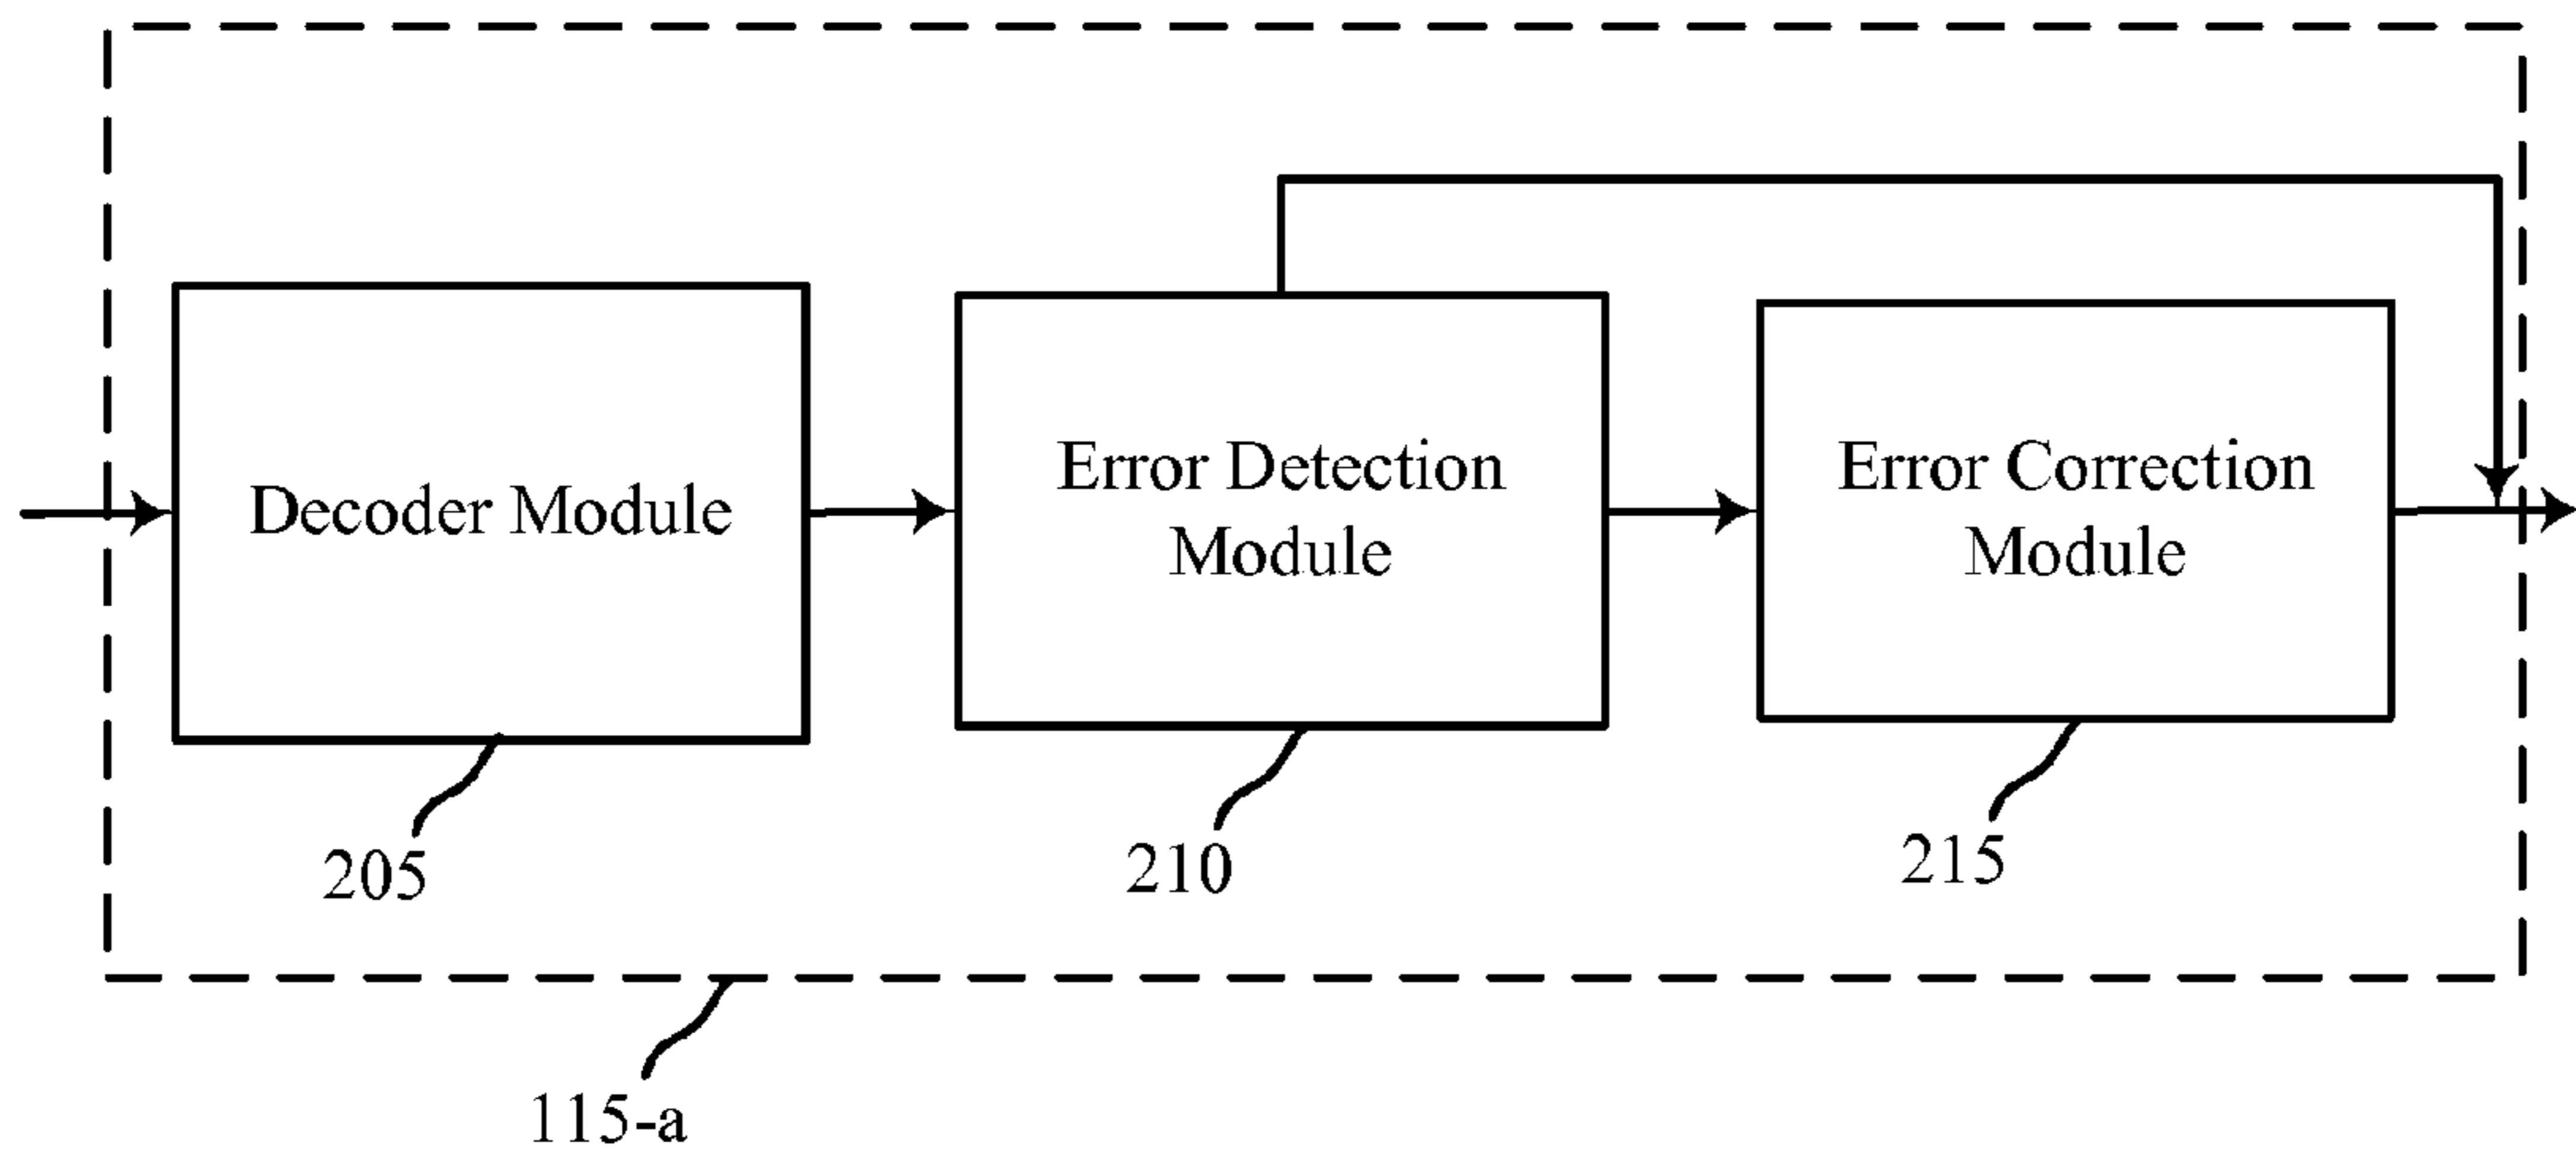 Decoder Module
Error Detection
Module
Error Correction
Module
205
210
215
115-a